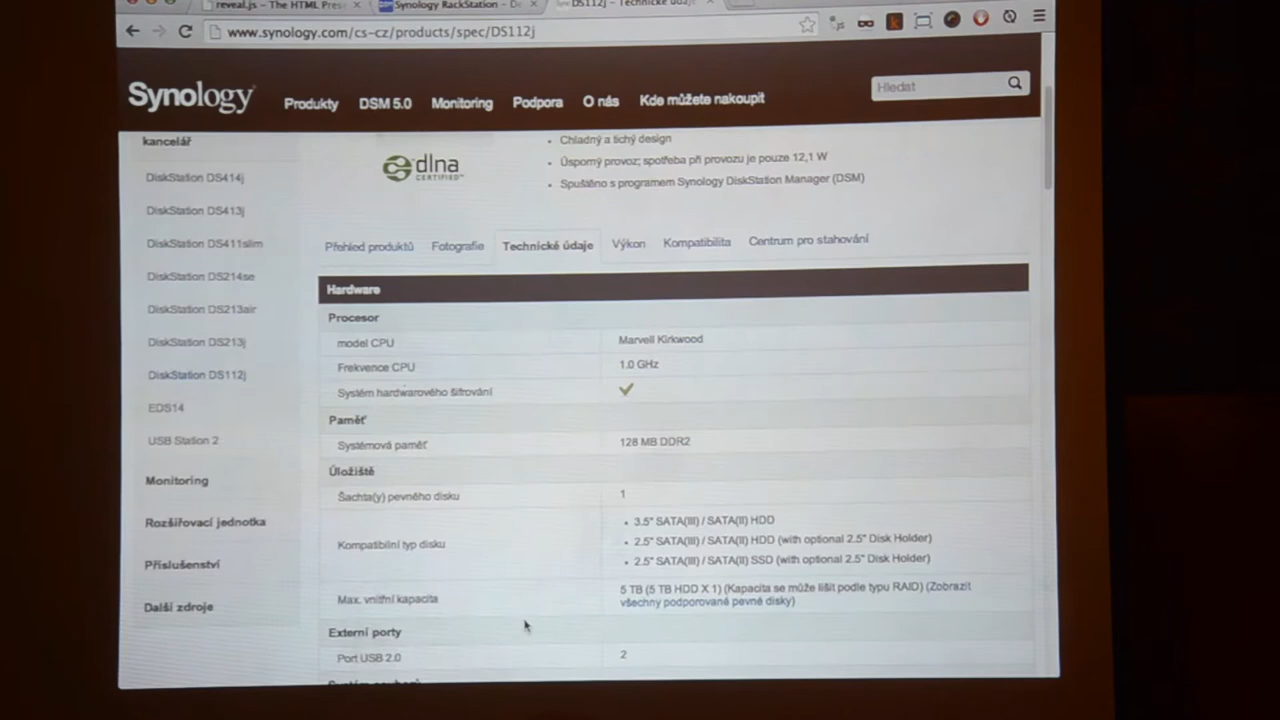 reveal.js – The HTML Pres
Synology RackStation – D
DS112j – Technické údaje
www.synology.com/cs-cz/products/spec/DS112j
Synology
Produkty
DSM 5.0
Monitoring
Podpora
O nás
Kde můžete nakoupit
Hledat
kancelář
DiskStation DS414j
DiskStation DS413j
DiskStation DS411slim
DiskStation DS214se
DiskStation DS213air
DiskStation DS213j
DiskStation DS112j
EDS14
USB Station 2
Monitoring
Rozšiřovací jednotka
Příslušenství
Další zdroje
dlna
CERTIFIED™
• Chladný a tichý design
• Úsporný provoz; spotřeba při provozu je pouze 12,1 W
• Spuštěno s programem Synology DiskStation Manager (DSM)
Přehled produktů
Fotografie
Technické údaje
Výkon
Kompatibilita
Centrum pro stahování
Hardware
Procesor
model CPU
Marvell Kirkwood
Frekvence CPU
1.0 GHz
Systém hardwarového šifrování
✓
Paměť
Systémová paměť
128 MB DDR2
Úložiště
Šachta(y) pevného disku
1
Kompatibilní typ disku
• 3.5" SATA(III) / SATA(II) HDD
• 2.5" SATA(III) / SATA(II) HDD (with optional 2.5" Disk Holder)
• 2.5" SATA(III) / SATA(II) SSD (with optional 2.5" Disk Holder)
Max. vnitřní kapacita
5 TB (5 TB HDD X 1) (Kapacita se může lišit podle typu RAID) (Zobrazit
všechny podporované pevné disky)
Externí porty
Port USB 2.0
2